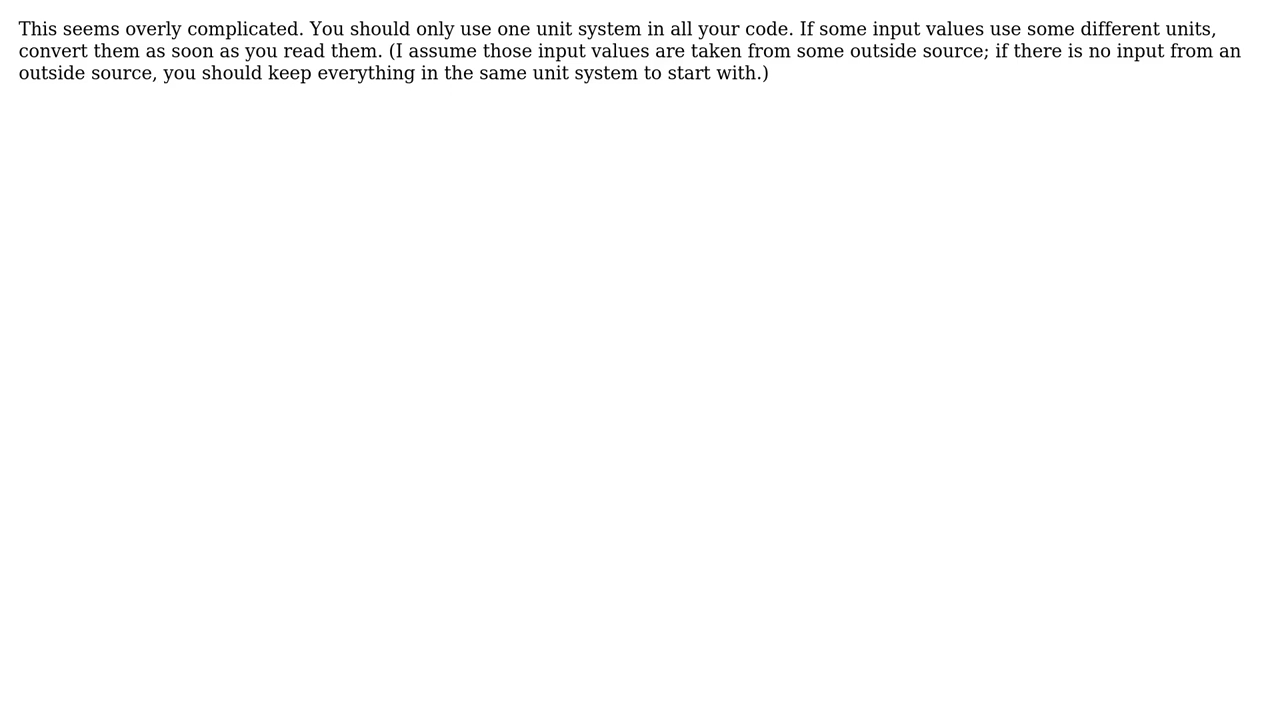 This seems overly complicated. You should only use one unit system in all your code. If some input values use some different units,
convert them as soon as you read them. (I assume those input values are taken from some outside source; if there is no input from an
outside source, you should keep everything in the same unit system to start with.)